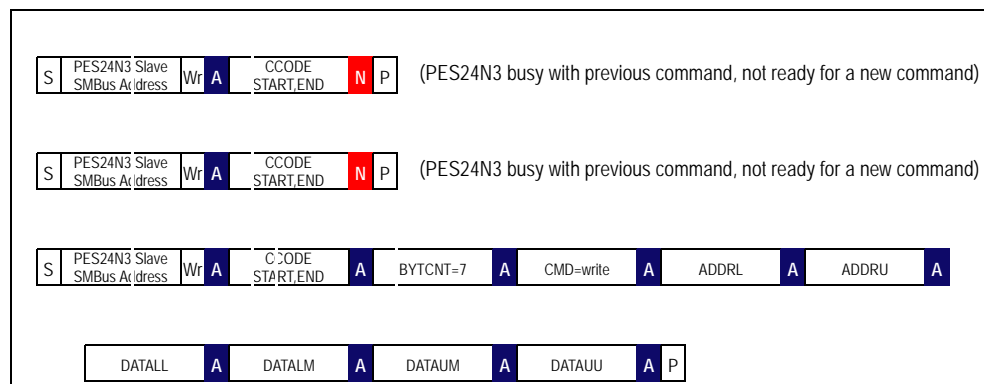 S PES24N3 Slave SMBus Address Wr A CCODE START,END N P (PES24N3 busy with previous command, not ready for a new command)
S PES24N3 Slave SMBus Address Wr A CCODE START,END N P (PES24N3 busy with previous command, not ready for a new command)
S PES24N3 Slave SMBus Address Wr A CCODE START,END A BYTCNT=7 A CMD=write A ADDRL A ADDRU A
DATALL A DATALM A DATAUM A DATAUU A P